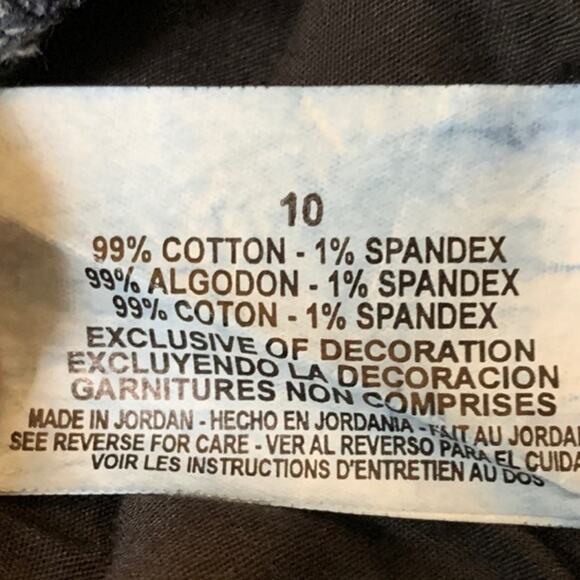 10
99% COTTON - 1% SPANDEX
99% ALGODON - 1% SPANDEX
99% COTON - 1% SPANDEX
EXCLUSIVE OF DECORATION
EXCLUYENDO LA DECORACION
GARNITURES NON COMPRISES
MADE IN JORDAN - HECHO EN JORDANIA - FAIT AU JORDA
SEE REVERSE FOR CARE - VER AL REVERSO PARA EL CUIDA
VOIR LES INSTRUCTIONS D'ENTRETIEN AU DOS